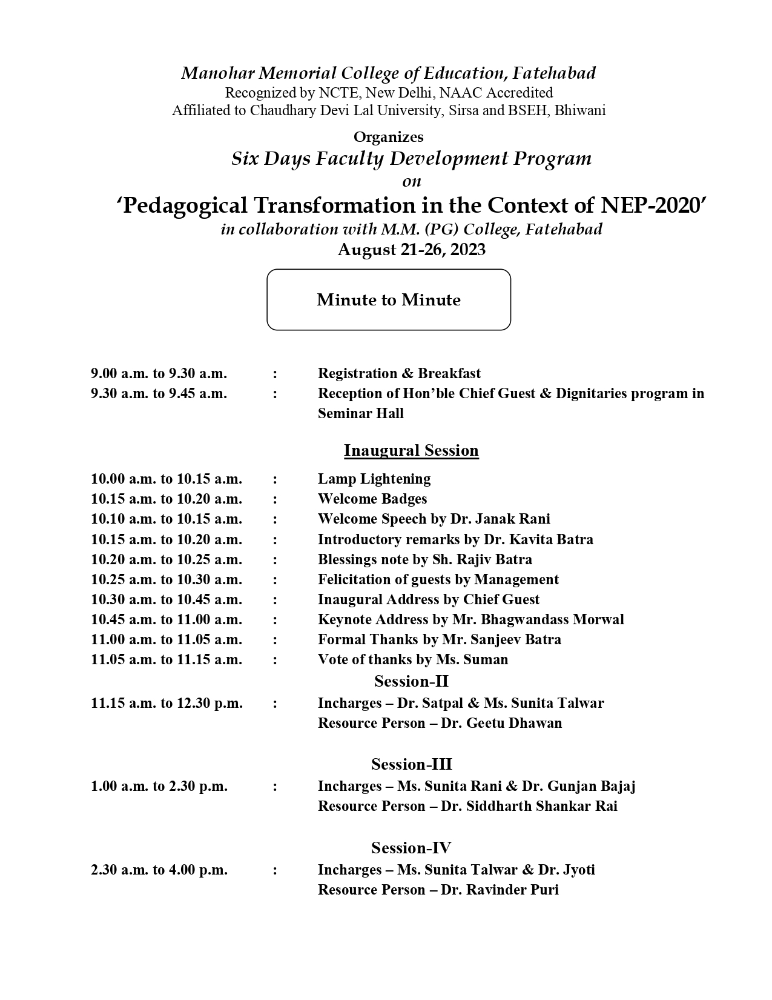 Manohar Memorial College of Education, Fatehabad
Recognized by NCTE, New Delhi, NAAC Accredited
Affiliated to Chaudhary Devi Lal University, Sirsa and BSEH, Bhiwani
Organizes
Six Days Faculty Development Program
on
‘Pedagogical Transformation in the Context of NEP-2020’
in collaboration with M.M. (PG) College, Fatehabad
August 21-26, 2023
Minute to Minute
9.00 a.m. to 9.30 a.m. : Registration & Breakfast
9.30 a.m. to 9.45 a.m. : Reception of Hon’ble Chief Guest & Dignitaries program in
Seminar Hall
Inaugural Session
10.00 a.m. to 10.15 a.m. : Lamp Lightening
10.15 a.m. to 10.20 a.m. : Welcome Badges
10.10 a.m. to 10.15 a.m. : Welcome Speech by Dr. Janak Rani
10.15 a.m. to 10.20 a.m. : Introductory remarks by Dr. Kavita Batra
10.20 a.m. to 10.25 a.m. : Blessings note by Sh. Rajiv Batra
10.25 a.m. to 10.30 a.m. : Felicitation of guests by Management
10.30 a.m. to 10.45 a.m. : Inaugural Address by Chief Guest
10.45 a.m. to 11.00 a.m. : Keynote Address by Mr. Bhagwandass Morwal
11.00 a.m. to 11.05 a.m. : Formal Thanks by Mr. Sanjeev Batra
11.05 a.m. to 11.15 a.m. : Vote of thanks by Ms. Suman
Session-II
11.15 a.m. to 12.30 p.m. : Incharges – Dr. Satpal & Ms. Sunita Talwar
Resource Person – Dr. Geetu Dhawan
Session-III
1.00 a.m. to 2.30 p.m. : Incharges – Ms. Sunita Rani & Dr. Gunjan Bajaj
Resource Person – Dr. Siddharth Shankar Rai
Session-IV
2.30 a.m. to 4.00 p.m. : Incharges – Ms. Sunita Talwar & Dr. Jyoti
Resource Person – Dr. Ravinder Puri